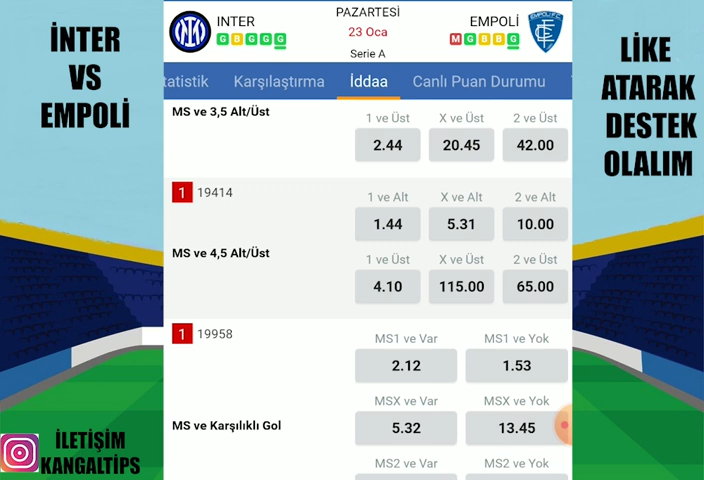 İNTER
VS
EMPOLİ
LİKE
ATARAK
DESTEK
OLALIM
İLETİŞİM
KANGALTİPS
INTER
G B G G G
PAZARTESİ
23 Oca
Serie A
EMPOLİ
M G B B G
EMPOLI F.C.
tatistik Karşılaştırma İddaa Canlı Puan Durumu
MS ve 3,5 Alt/Üst
1 ve Üst X ve Üst 2 ve Üst
2.44 20.45 42.00
1 19414
1 ve Alt X ve Alt 2 ve Alt
1.44 5.31 10.00
MS ve 4,5 Alt/Üst
1 ve Üst X ve Üst 2 ve Üst
4.10 115.00 65.00
1 19958
MS1 ve Var MS1 ve Yok
2.12 1.53
MSX ve Var MSX ve Yok
MS ve Karşılıklı Gol
5.32 13.45
MS2 ve Var MS2 ve Yok